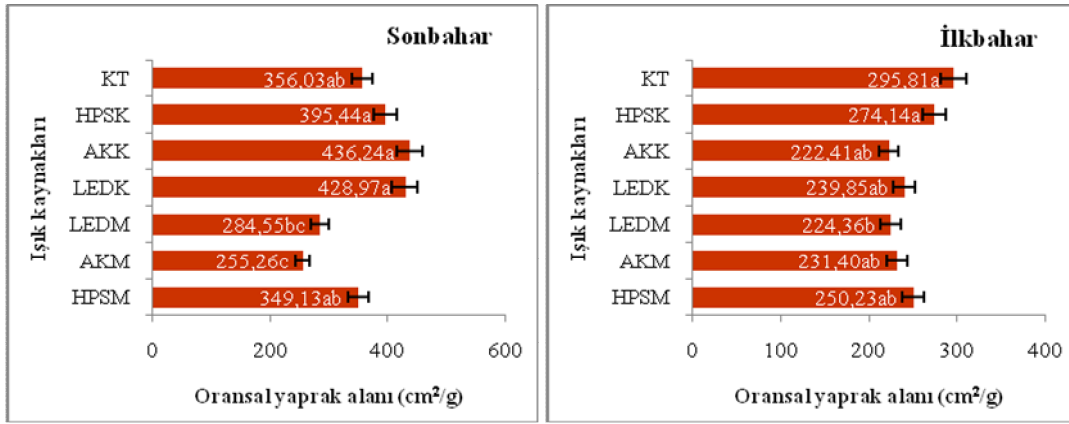 Sonbahar
Işık kaynakları
KT
356,03ab
HPSK
395,44a
AKK
436,24a
LEDK
428,97a
LEDM
284,55bc
AKM
255,26c
HPSM
349,13ab
0 200 400 600
Oransal yaprak alanı (cm²/g)
İlkbahar
Işık kaynakları
KT
295,81a
HPSK
274,14a
AKK
222,41ab
LEDK
239,85ab
LEDM
224,36b
AKM
231,40ab
HPSM
250,23ab
0 100 200 300 400
Oransal yaprak alanı (cm²/g)